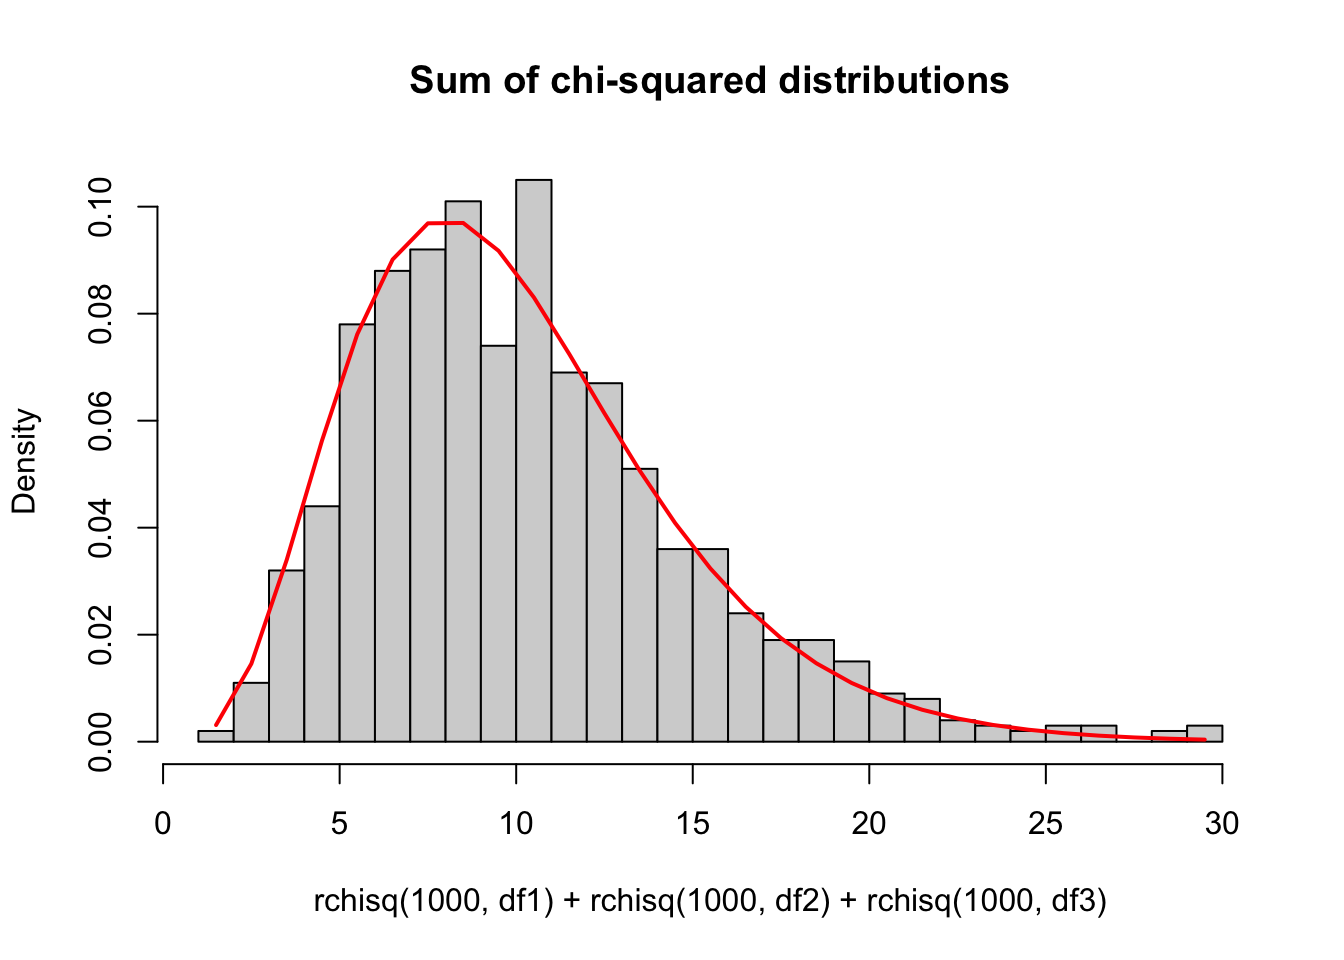 Sum of chi-squared distributions
Density
0.10
0.08
0.06
0.04
0.02
0.00
0 5 10 15 20 25 30
rchisq(1000, df1) + rchisq(1000, df2) + rchisq(1000, df3)